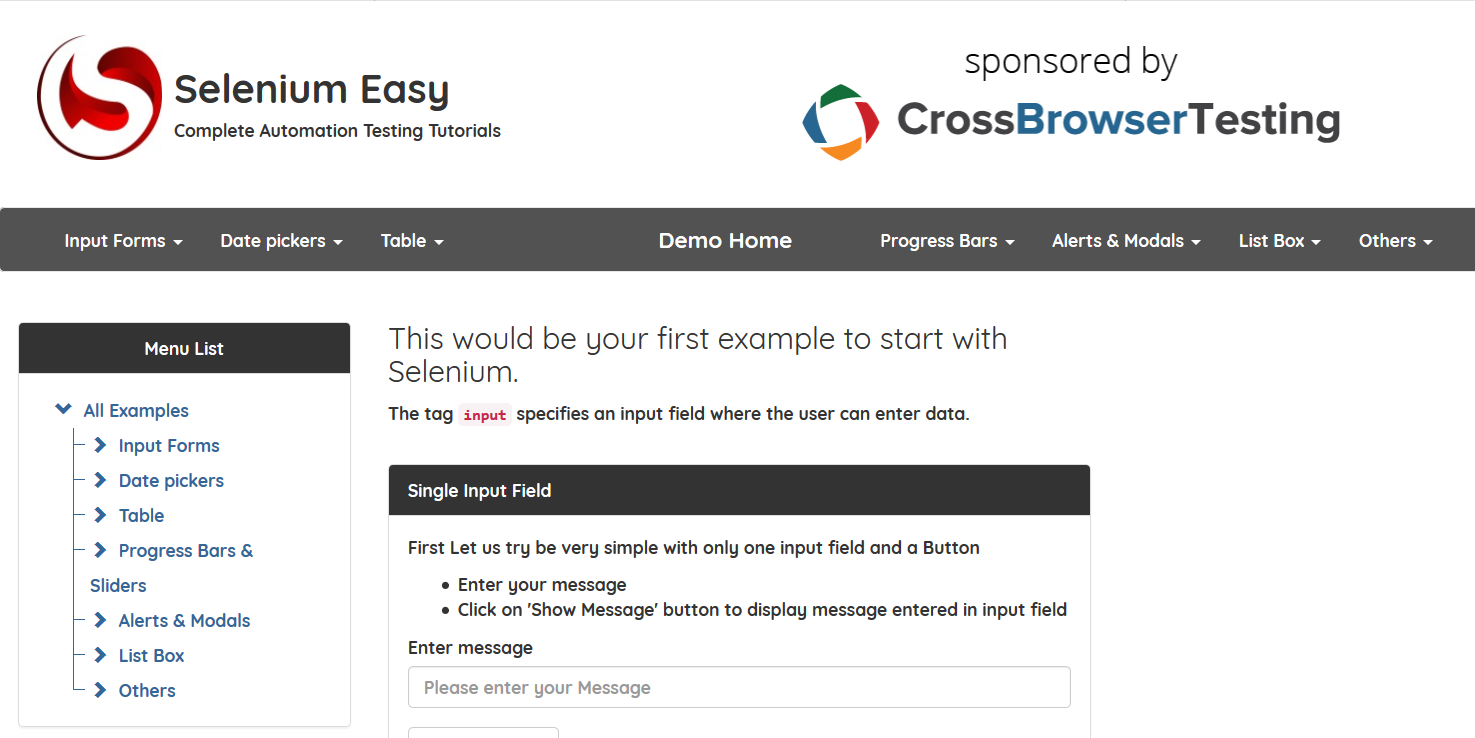 Selenium Easy
Complete Automation Testing Tutorials
sponsored by
CrossBrowserTesting
Input Forms Date pickers Table Demo Home Progress Bars Alerts & Modals List Box Others
Menu List
All Examples
Input Forms
Date pickers
Table
Progress Bars &
Sliders
Alerts & Modals
List Box
Others
This would be your first example to start with
Selenium.
The tag input specifies an input field where the user can enter data.
Single Input Field
First Let us try be very simple with only one input field and a Button
Enter your message
Click on 'Show Message' button to display message entered in input field
Enter message
Please enter your Message